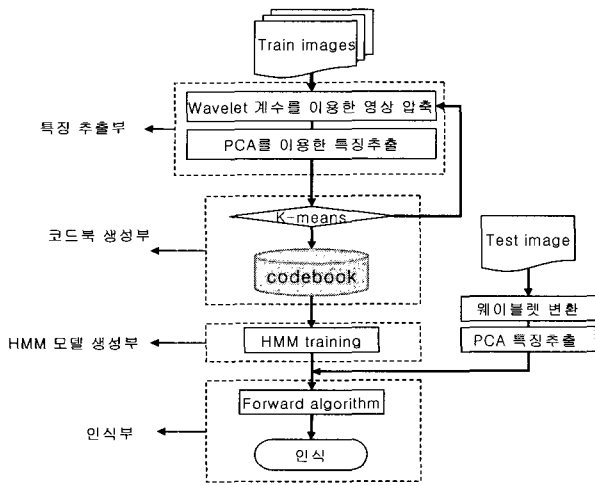 Train images
Wavelet 계수를 이용한 영상 압축
특징 추출부
PCA를 이용한 특징추출
K-means
코드북 생성부
Test image
codebook
웨이블렛 변환
HMM 모델 생성부
HMM training
PCA 특징추출
Forward algorithm
인식부
인식